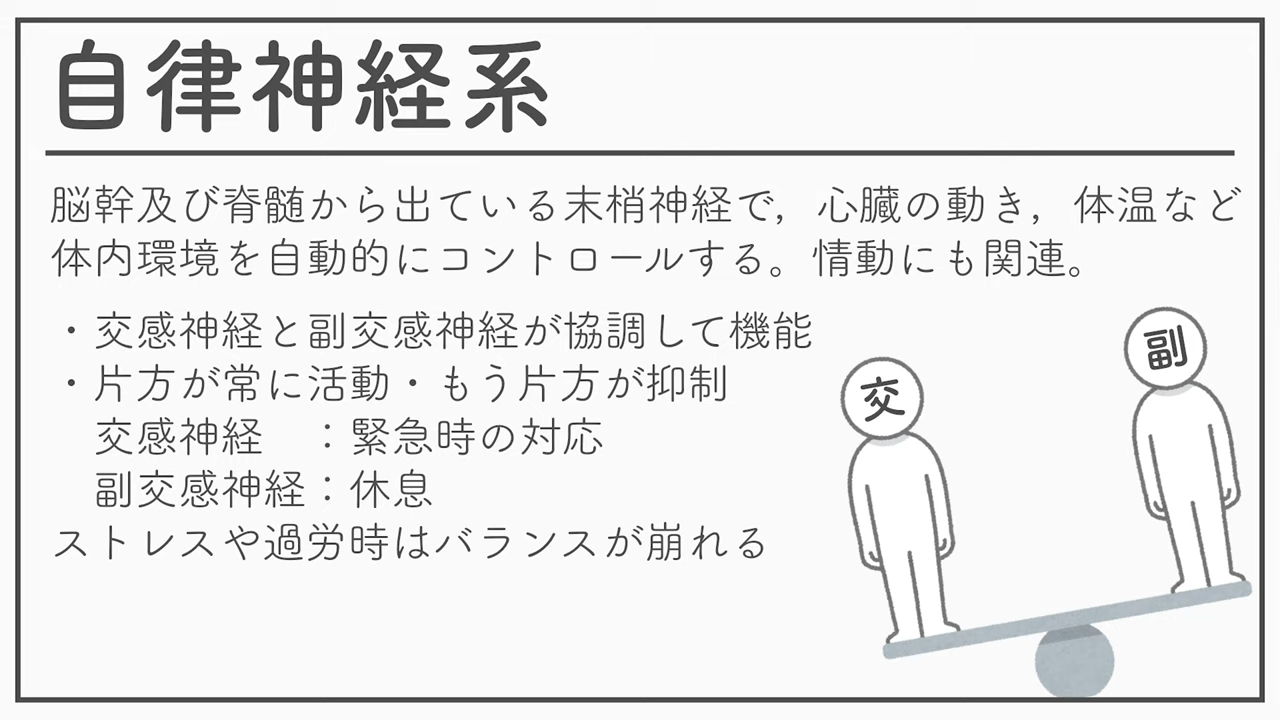 自律神経系
脳幹及び脊髄から出ている末梢神経で，心臓の動き，体温など
体内環境を自動的にコントロールする。情動にも関連。
・交感神経と副交感神経が協調して機能
・片方が常に活動・もう片方が抑制
交感神経　：緊急時の対応
副交感神経：休息
ストレスや過労時はバランスが崩れる
交
副